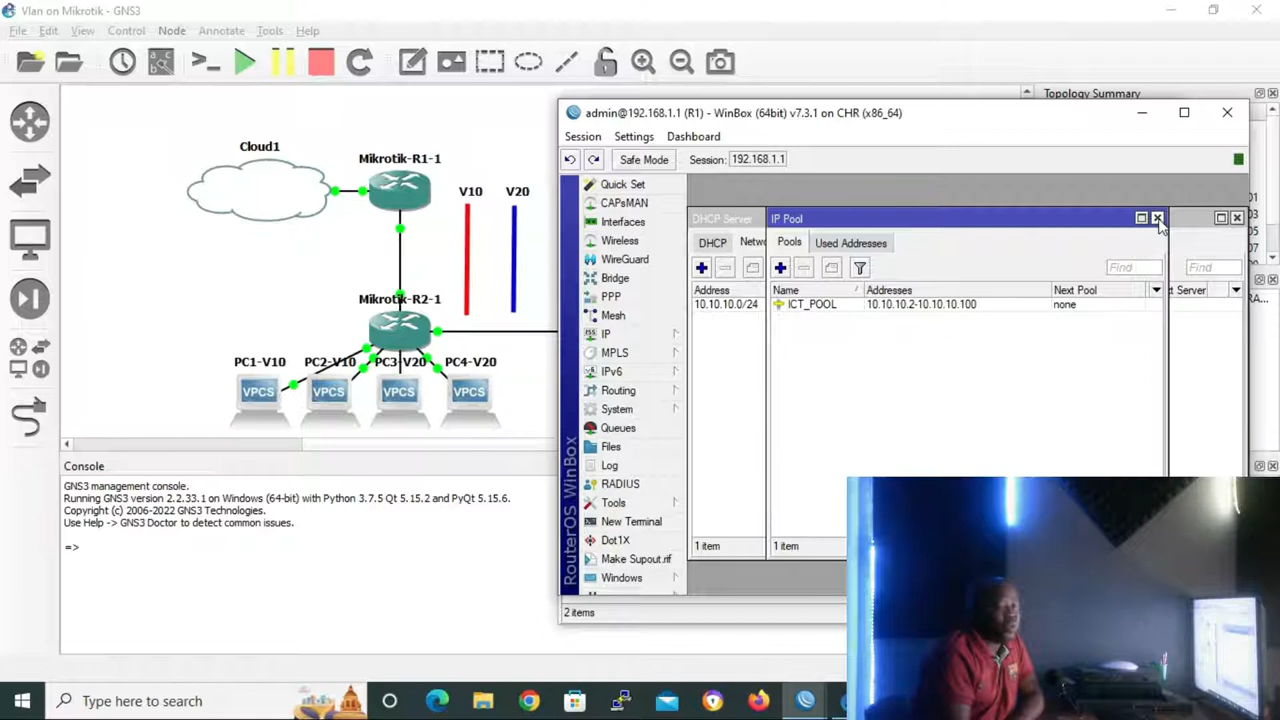 Vlan on Mikrotik - GNS3
File Edit View Control Node Annotate Tools Help
Topology Summary
Cloud1
Mikrotik-R1-1
V10 V20
Mikrotik-R2-1
PC1-V10 PC2-V10 PC3-V20 PC4-V20
VPCS VPCS VPCS VPCS
Console
GNS3 management console.
Running GNS3 version 2.2.33.1 on Windows (64-bit) with Python 3.7.5 Qt 5.15.2 and PyQt 5.15.6.
Copyright (c) 2006-2022 GNS3 Technologies.
Use Help -> GNS3 Doctor to detect common issues.
=>
admin@192.168.1.1 (R1) - WinBox (64bit) v7.3.1 on CHR (x86_64)
Session Settings Dashboard
Safe Mode Session: 192.168.1.1
RouterOS WinBox
Quick Set
CAPsMAN
Interfaces
Wireless
WireGuard
Bridge
PPP
Mesh
IP
MPLS
IPv6
Routing
System
Queues
Files
Log
RADIUS
Tools
New Terminal
Dot1X
Make Supout.rif
Windows
DHCP Server
DHCP Netwo
Address
10.10.10.0/24
1 item
IP Pool
Pools Used Addresses
Find
Name Addresses Next Pool
ICT_POOL 10.10.10.2-10.10.10.100 none
1 item
Find
t Server
2 items
01
03
05
07
RA...
Type here to search